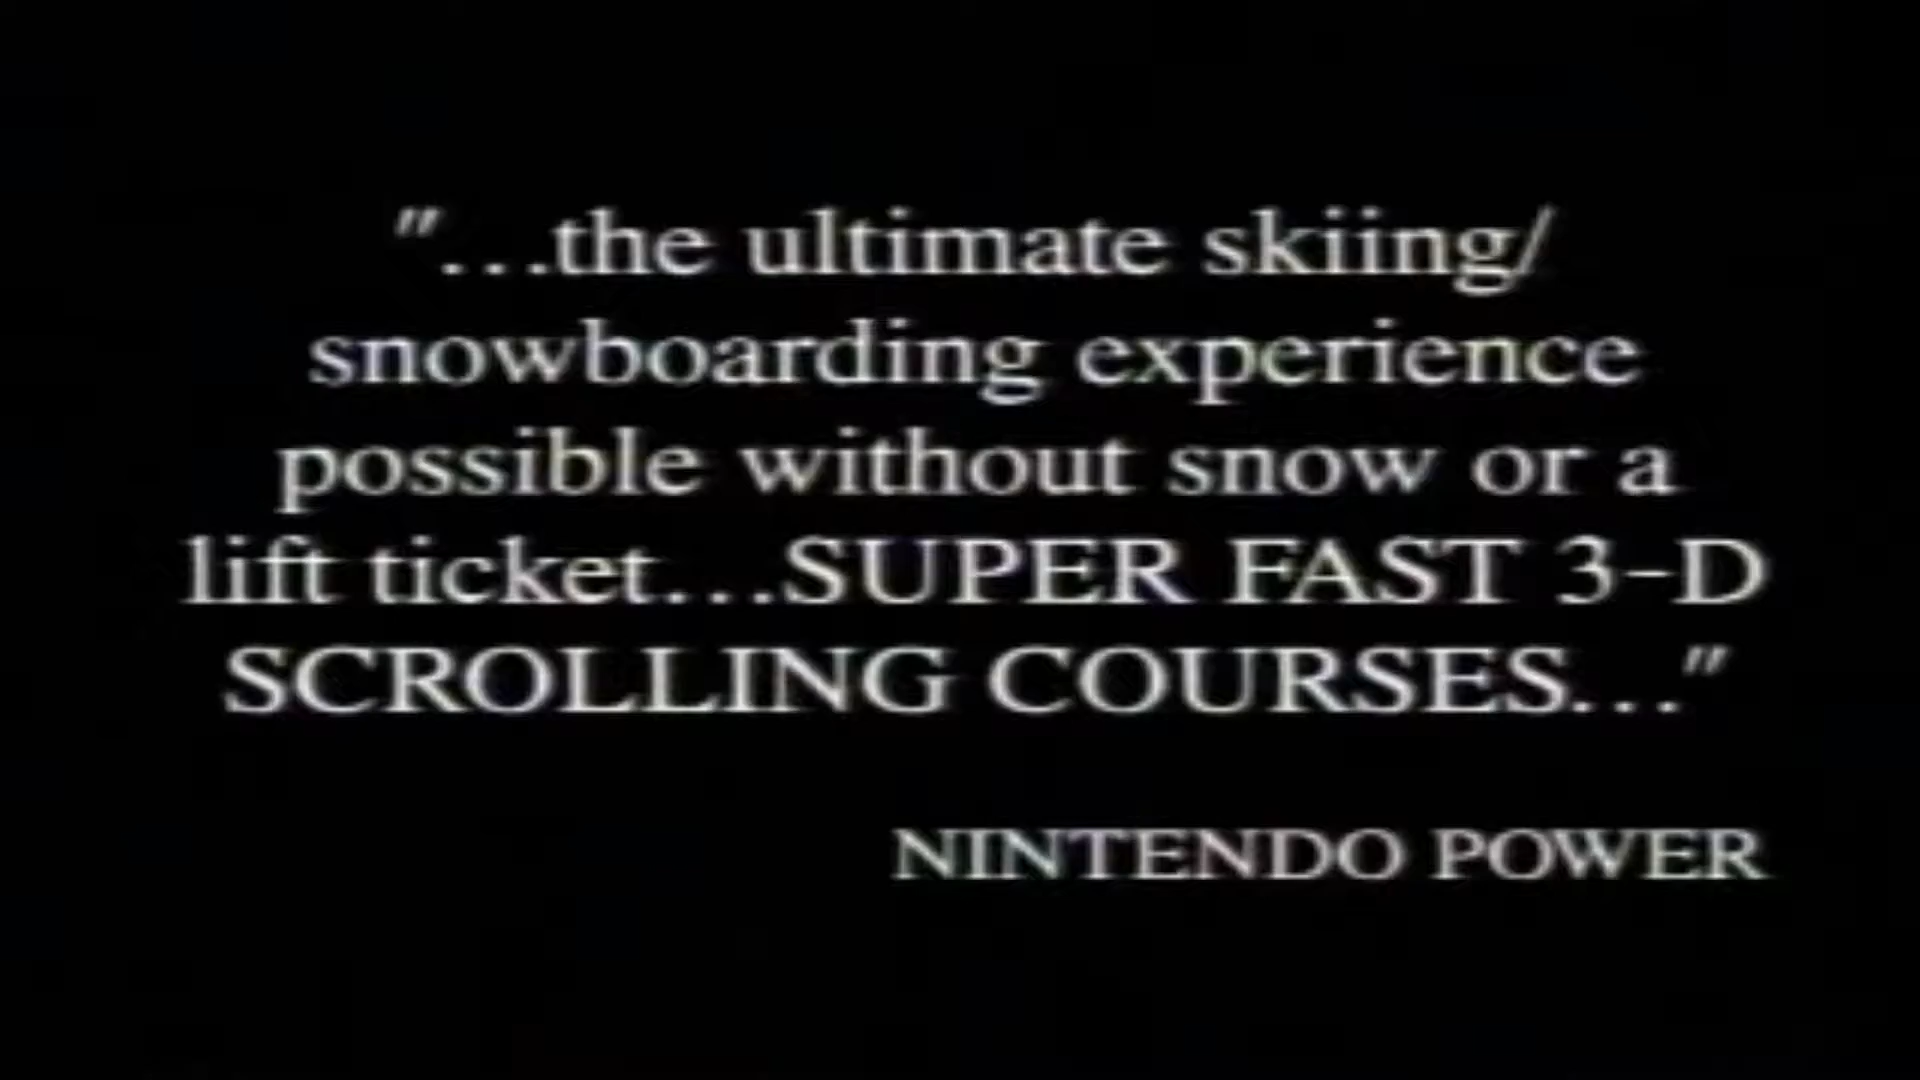 "...the ultimate skiing/
snowboarding experience
possible without snow or a
lift ticket...SUPER FAST 3-D
SCROLLING COURSES..."
NINTENDO POWER